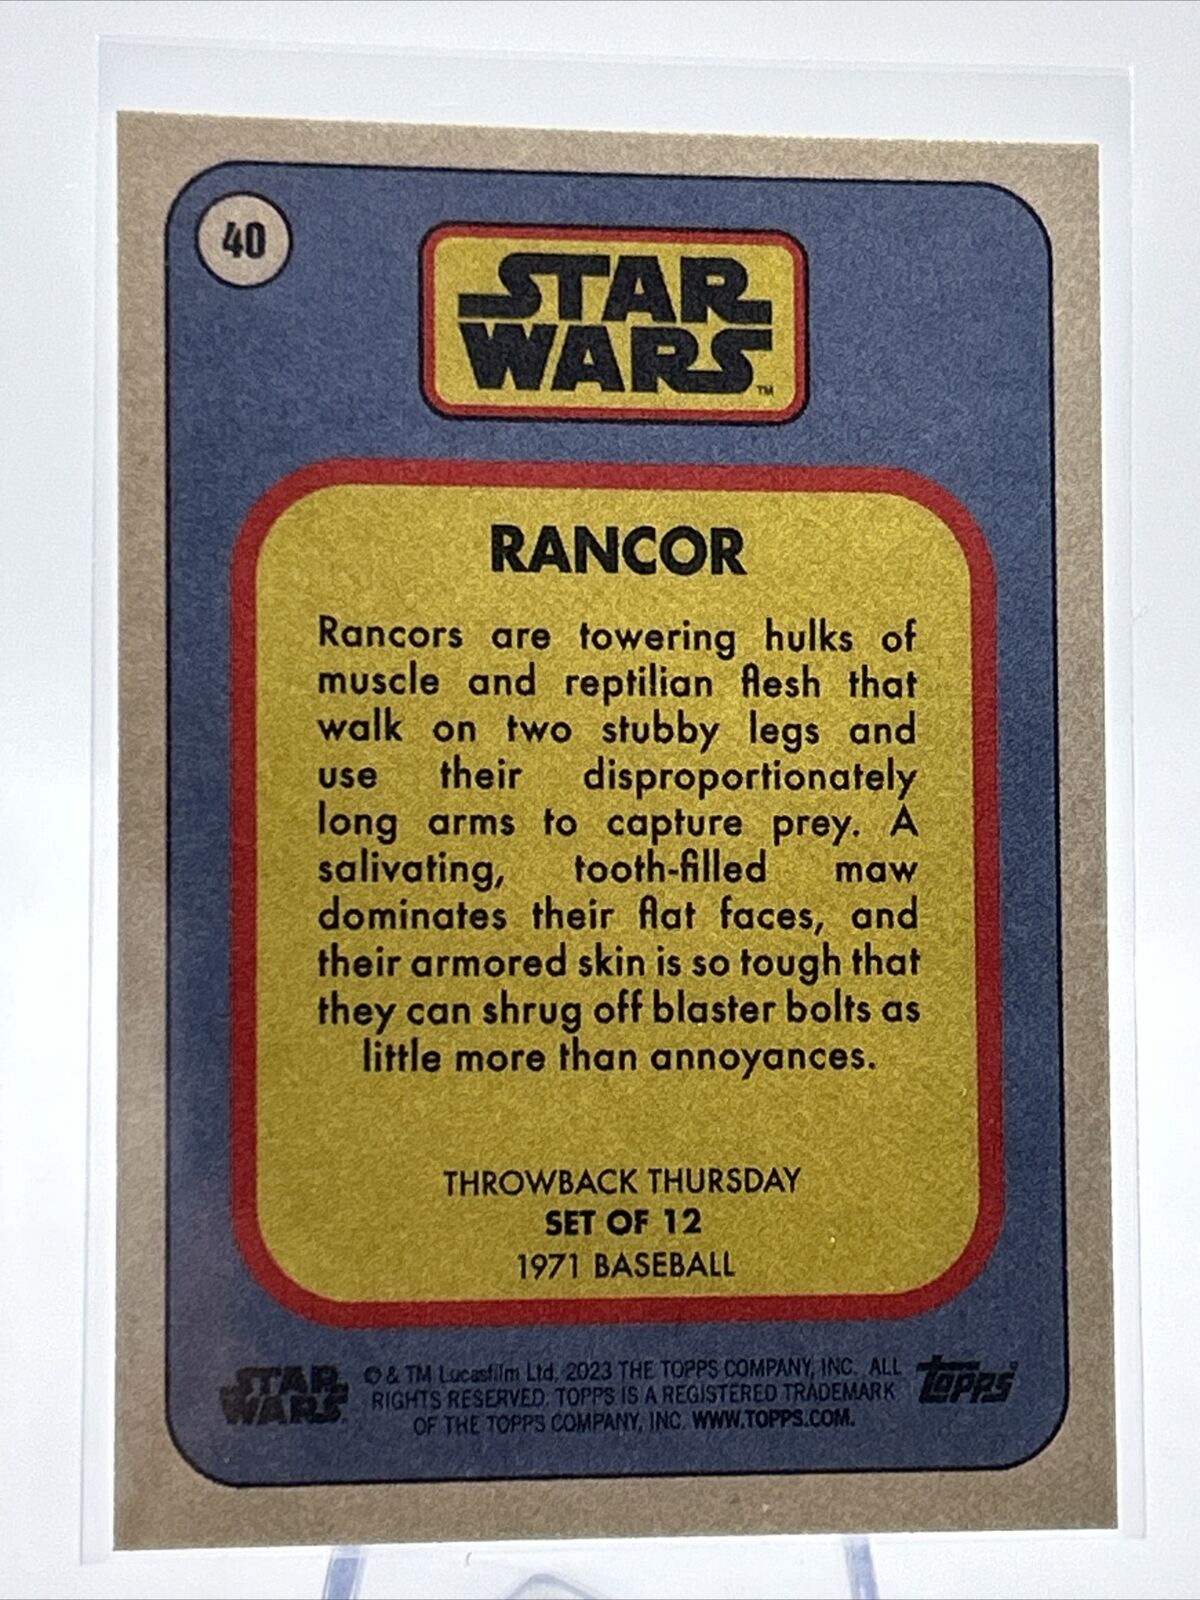 40
STAR
WARS
TM
RANCOR
Rancors are towering hulks of
muscle and reptilian flesh that
walk on two stubby legs and
use their disproportionately
long arms to capture prey. A
salivating, tooth-filled maw
dominates their flat faces, and
their armored skin is so tough that
they can shrug off blaster bolts as
little more than annoyances.
THROWBACK THURSDAY
SET OF 12
1971 BASEBALL
STAR
WARS
© & TM Lucasfilm Ltd. 2023 THE TOPPS COMPANY, INC. ALL
RIGHTS RESERVED. TOPPS IS A REGISTERED TRADEMARK
OF THE TOPPS COMPANY, INC. WWW.TOPPS.COM.
topps